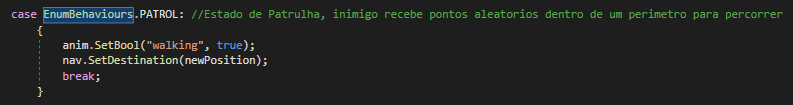 case EnumBehaviours.PATROL: //Estado de Patrulha, inimigo recebe pontos aleatorios dentro de um perimetro para percorrer
{
anim.SetBool("walking", true);
nav.SetDestination(newPosition);
break;
}